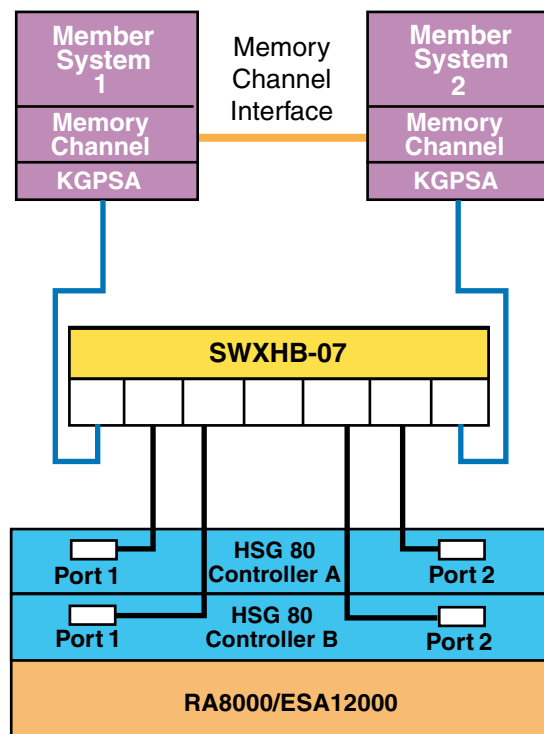 Member
System
1
Memory
Channel
KGPSA
Memory
Channel
Interface
Member
System
2
Memory
Channel
KGPSA
SWXHB-07
Port 1
HSG 80
Controller A
Port 2
Port 1
HSG 80
Controller B
Port 2
RA8000/ESA12000